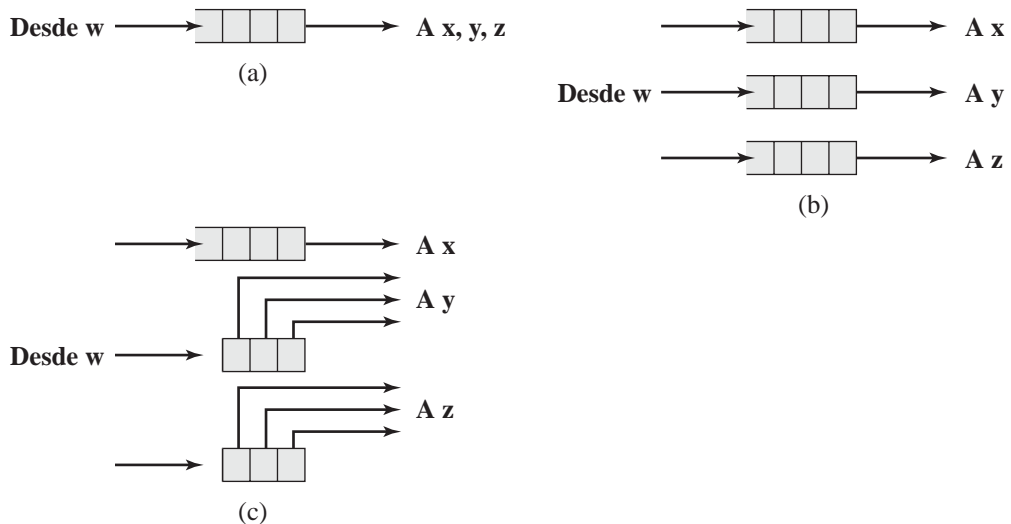 Desde w
A x, y, z
(a)
A x
Desde w
A y
A z
(b)
A x
A y
Desde w
A z
(c)